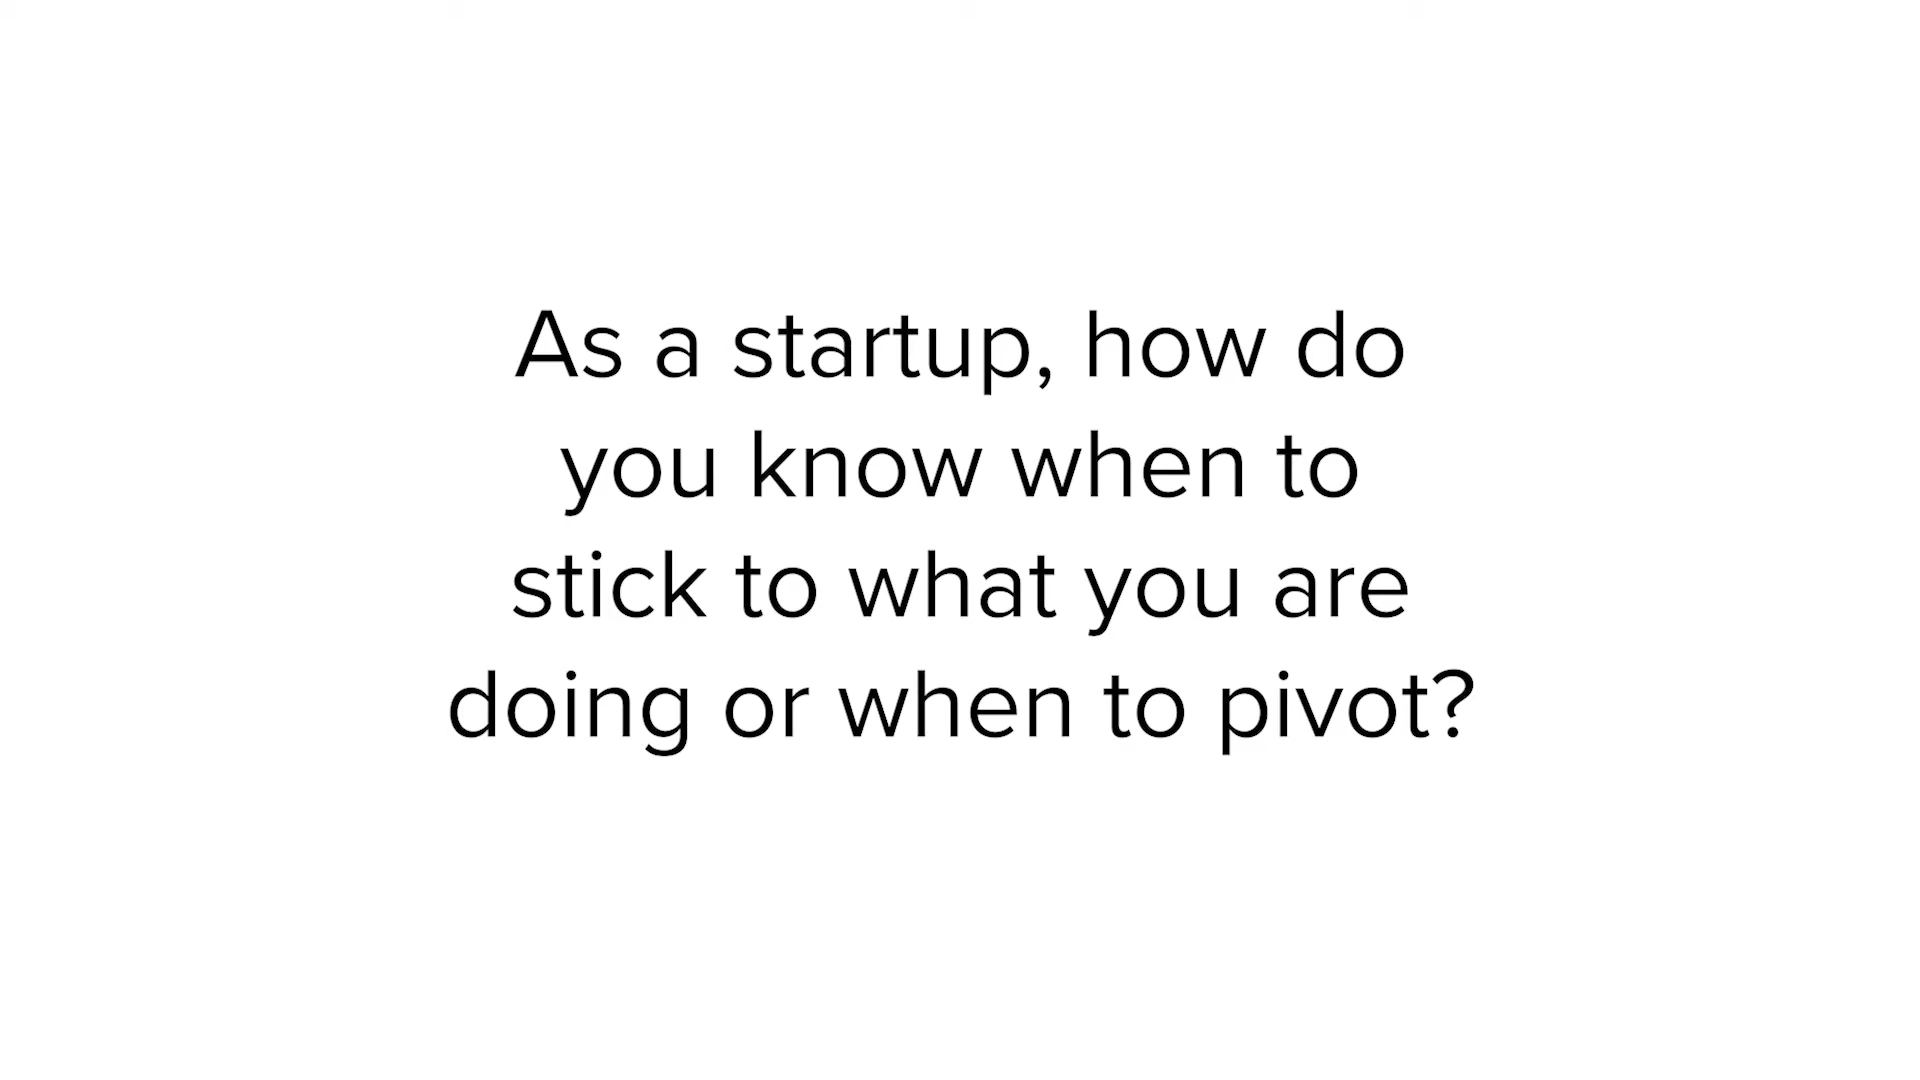 As a startup, how do
you know when to
stick to what you are
doing or when to pivot?